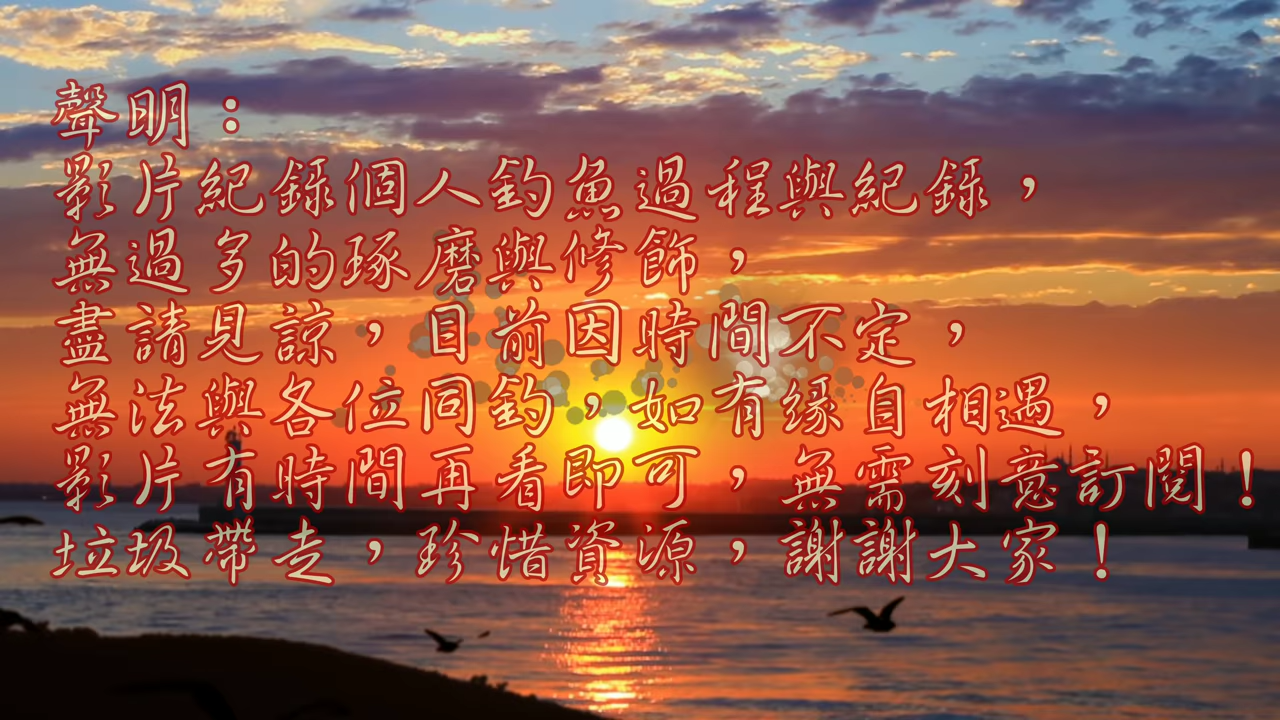 聲明：
影片紀錄個人釣魚過程與紀錄，
無過多的琢磨與修飾，
盡請見諒，目前因時間不定，
無法與各位同釣，如有緣自相遇，
影片有時間再看即可，無需刻意訂閱！
垃圾帶走，珍惜資源，謝謝大家！